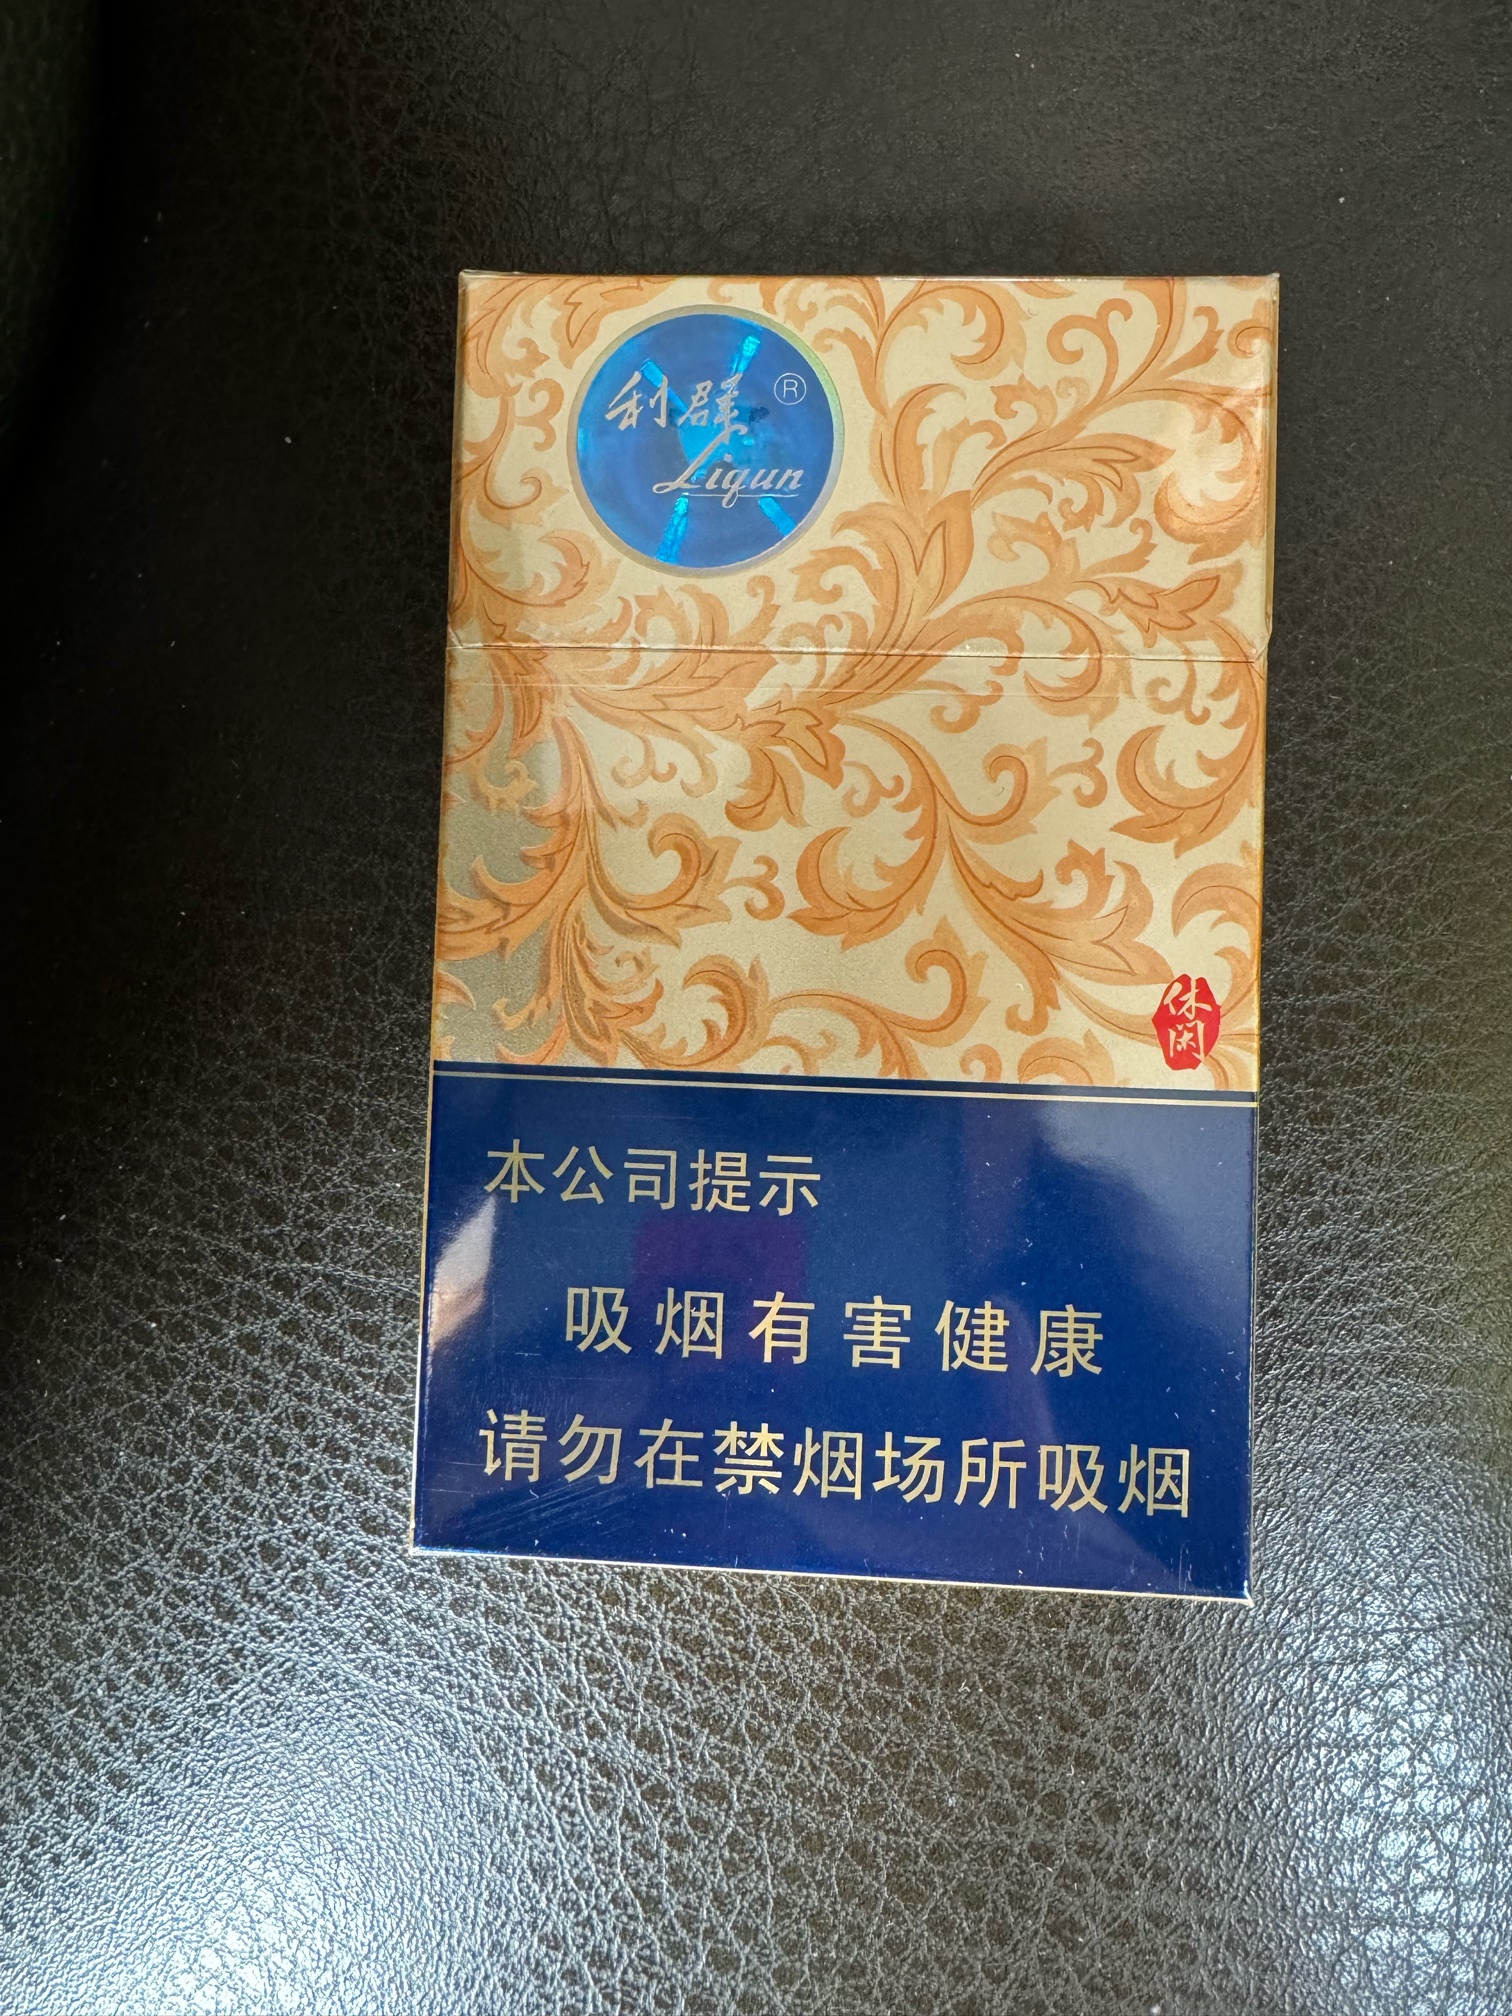 利群®
Liqun
休闲
本公司提示
吸烟有害健康
请勿在禁烟场所吸烟